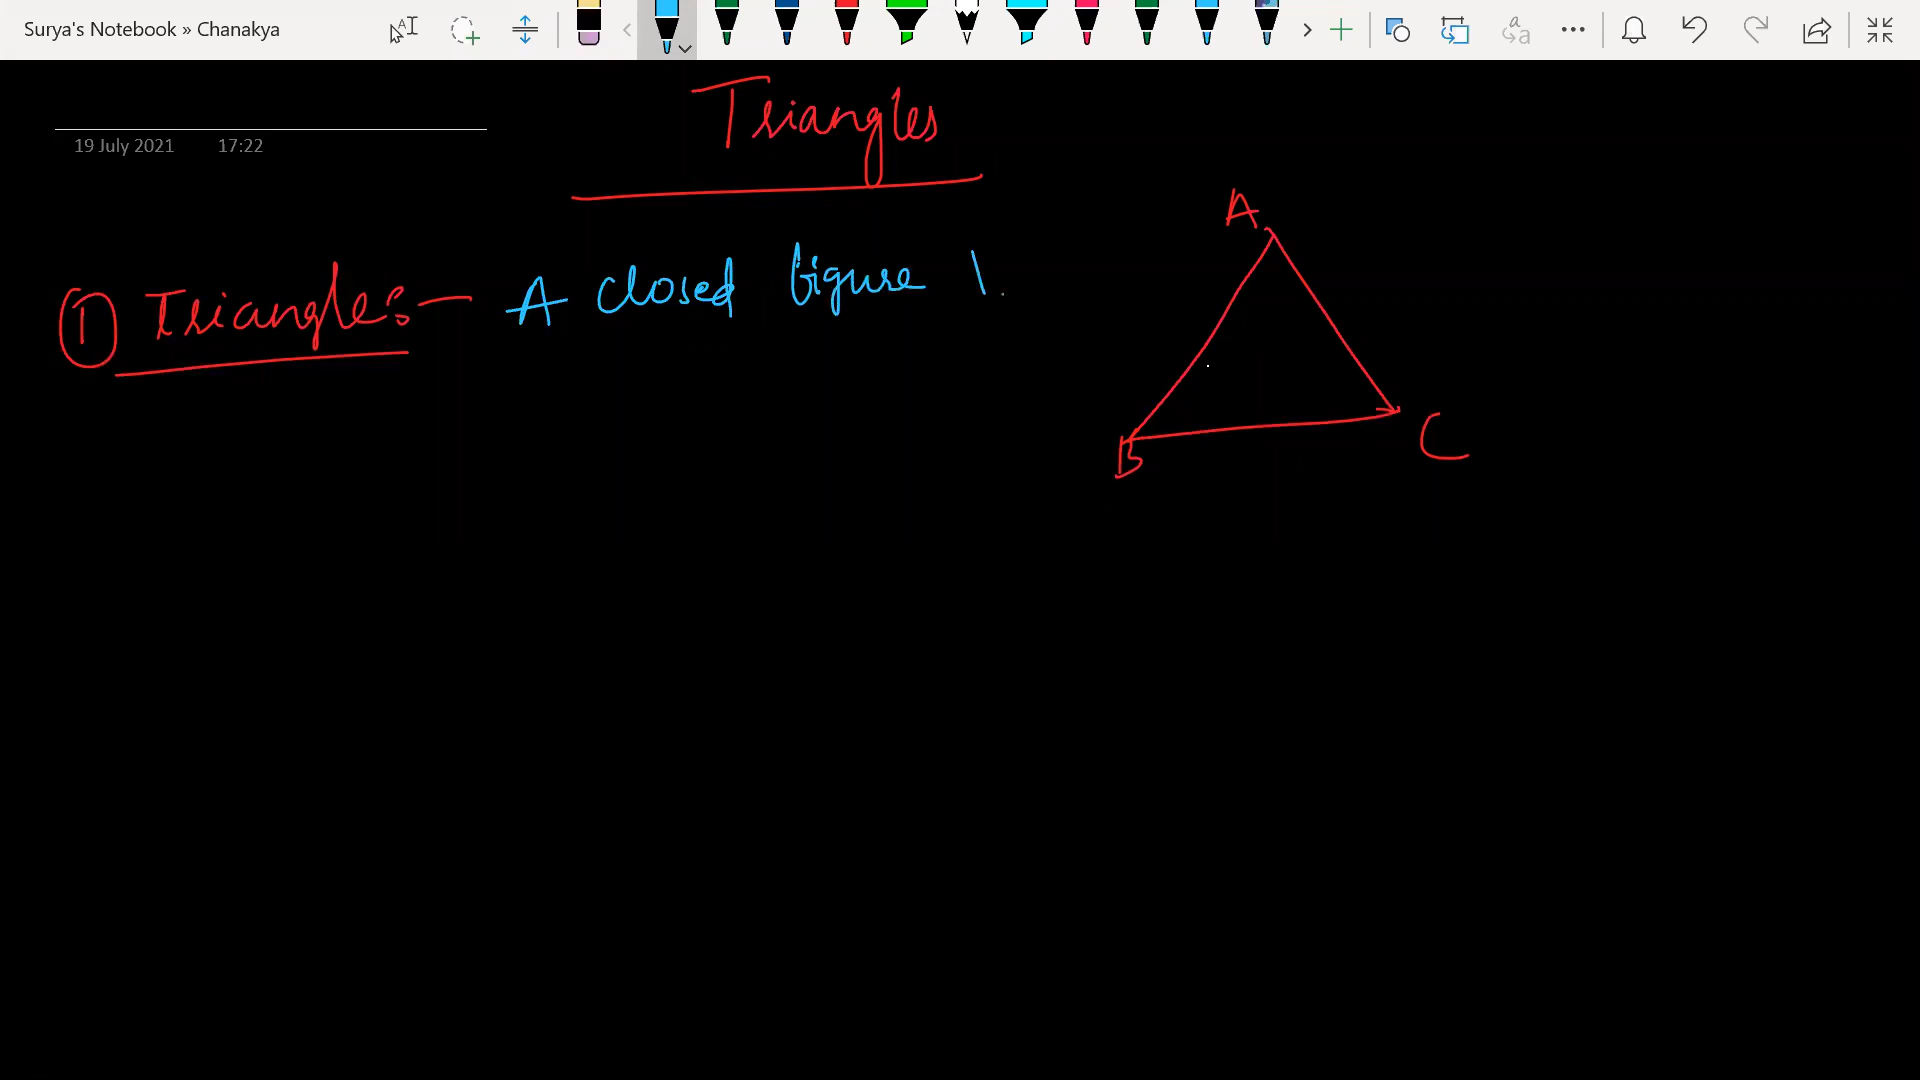 Surya's Notebook » Chanakya
Triangles
19 July 2021 17:22
① Triangles — A closed figure
A
B
C